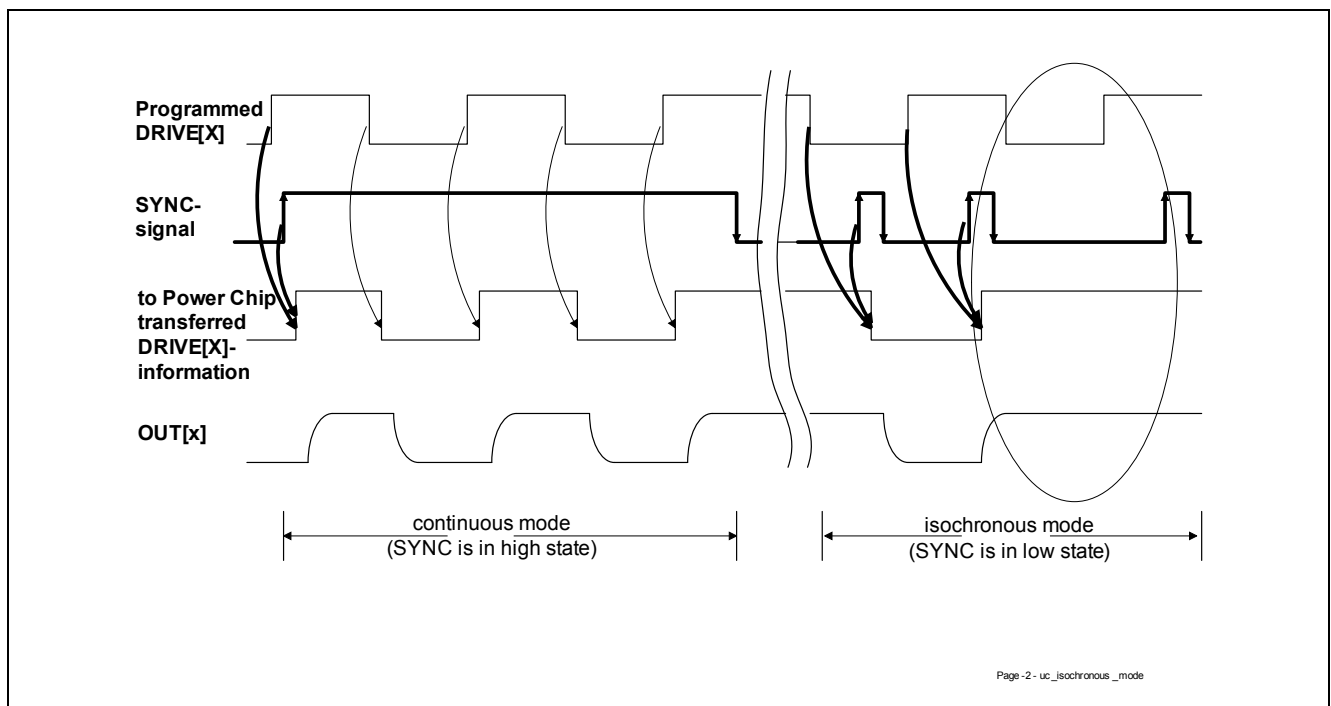 Programmed
DRIVE[X]
SYNC-
signal
to Power Chip
transferred
DRIVE[X]-
information
OUT[x]
continuous mode
(SYNC is in high state)
isochronous mode
(SYNC is in low state)
Page -2 - uc_isochronous _mode